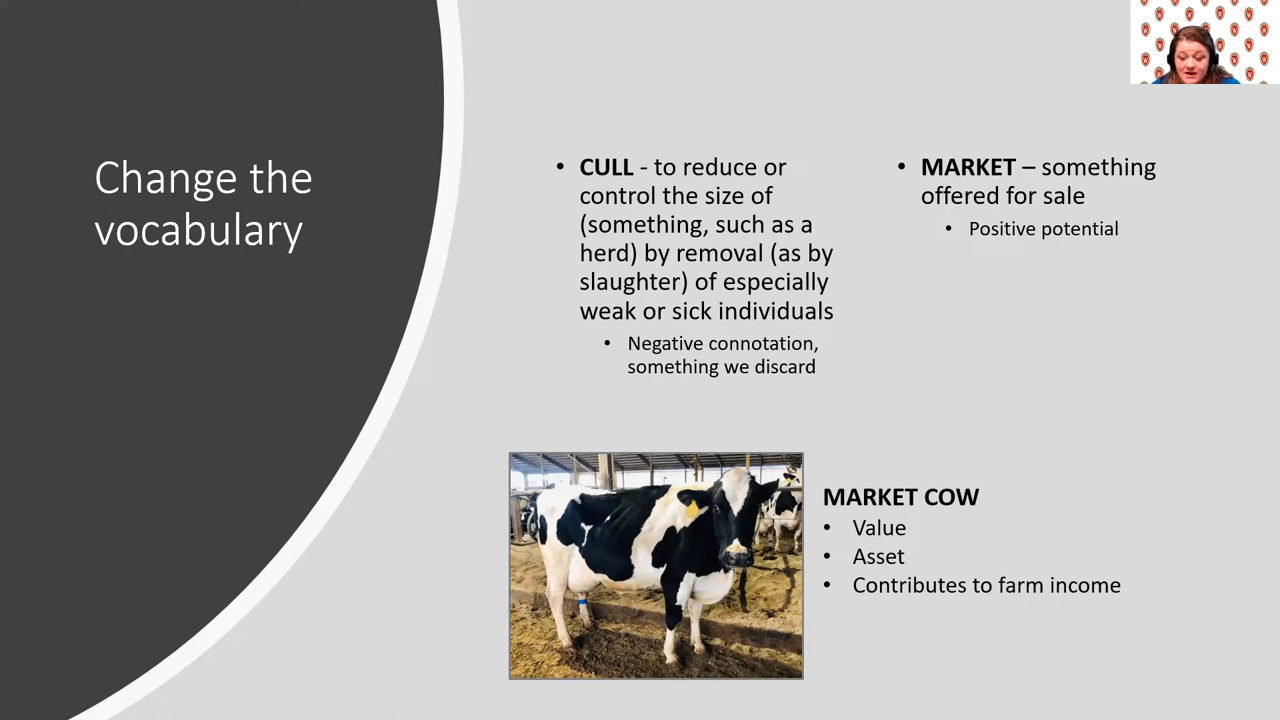 Change the
vocabulary
• CULL - to reduce or
control the size of
(something, such as a
herd) by removal (as by
slaughter) of especially
weak or sick individuals
• Negative connotation,
something we discard
• MARKET – something
offered for sale
• Positive potential
MARKET COW
• Value
• Asset
• Contributes to farm income